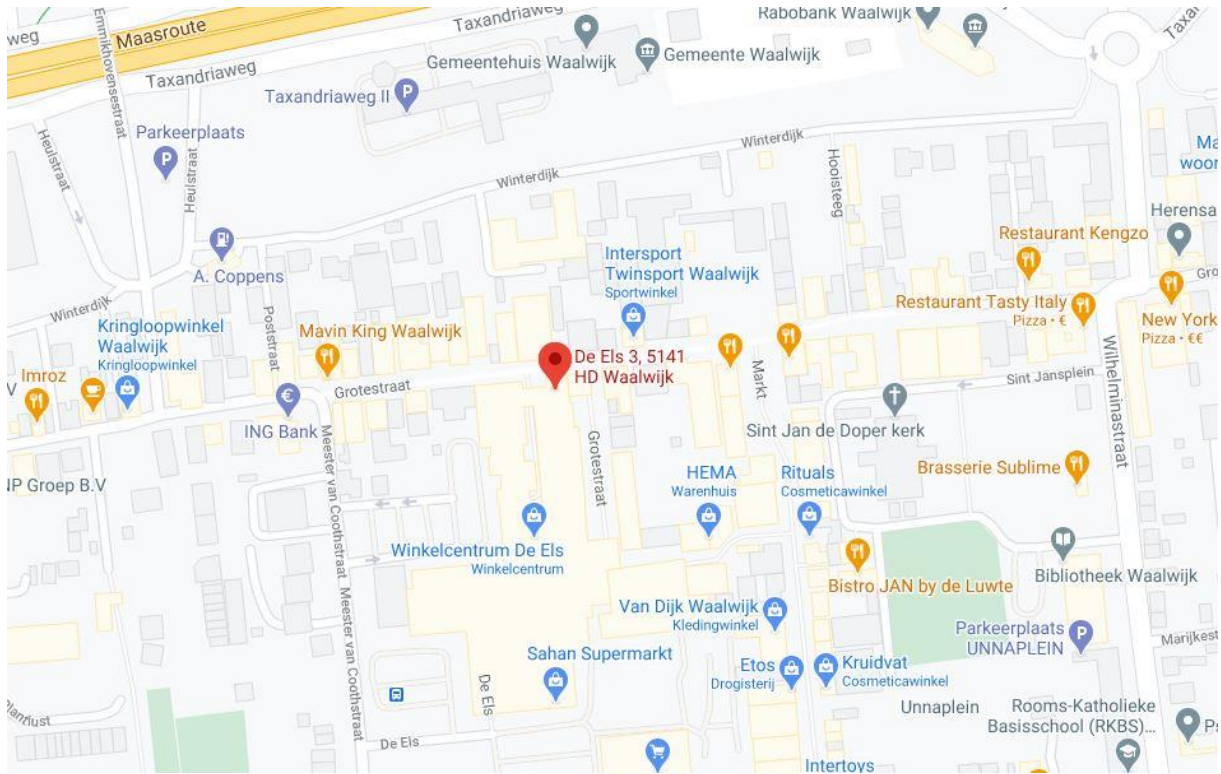 Emmikhovensestraat
weg
Maasroute
Taxandriaweg
Rabobank Waalwijk
Gemeentehuis Waalwijk
Gemeente Waalwijk
Taxandriaweg
Taxandriaweg II
Parkeerplaats
Heulstraat
Heulstraat
Winterdijk
Winterdijk
Hooisteeg
A. Coppens
Herensa
Restaurant Kengzo
Intersport
Twinsport Waalwijk
Sportwinkel
Winterdijk
Poststraat
Kringloopwinkel
Waalwijk
Kringloopwinkel
Mavin King Waalwijk
Restaurant Tasty Italy
Pizza • €
New York
Pizza • €€
De Els 3, 5141
HD Waalwijk
Imroz
Grotestraat
Markt
Sint Jansplein
Wilhelminastraat
ING Bank
Sint Jan de Doper kerk
Meester van Coothstraat
Grotestraat
Brasserie Sublime
HEMA
Warenhuis
Rituals
Cosmeticawinkel
NP Groep B.V
Winkelcentrum De Els
Winkelcentrum
Bibliotheek Waalwijk
Bistro JAN by de Luwte
Meester van Coothstraat
Van Dijk Waalwijk
Kledingwinkel
Parkeerplaats
UNNAPLEIN
Marijkest
Sahan Supermarkt
Etos
Drogisterij
Kruidvat
Cosmeticawinkel
De Els
Unnaplein
Rooms-Katholieke
Basisschool (RKBS)...
De Els
Intertoys